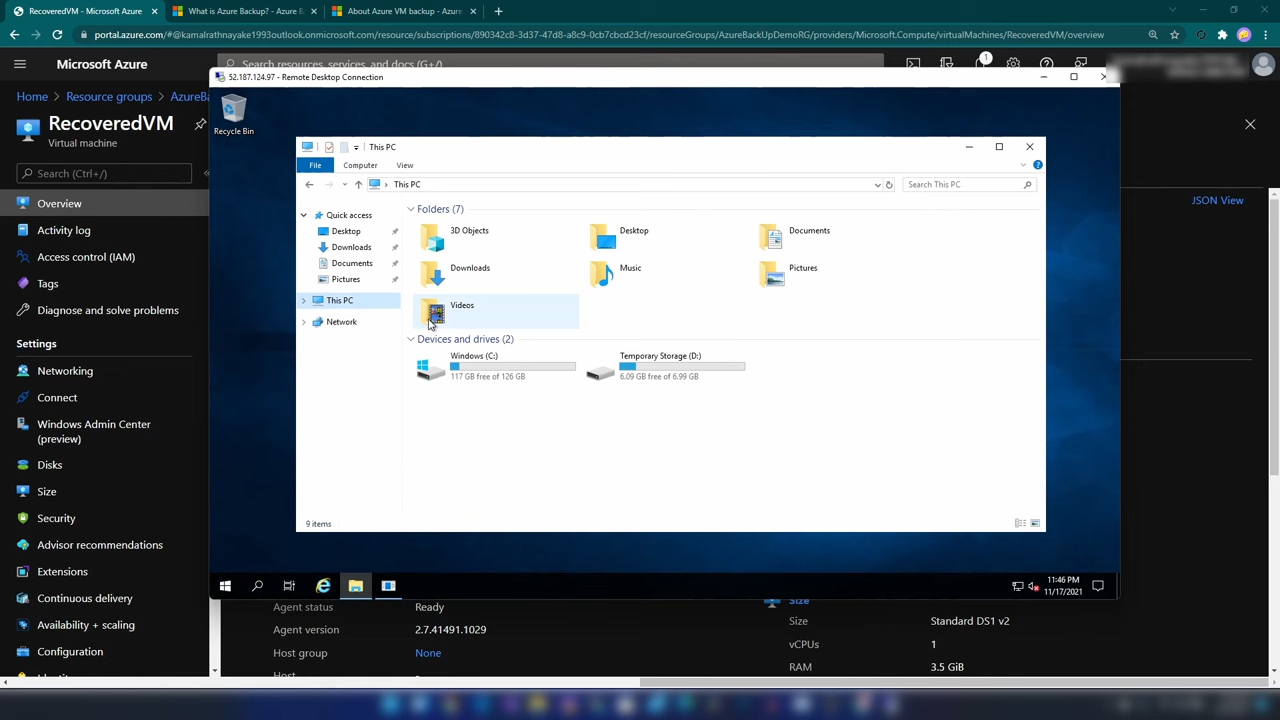 RecoveredVM - Microsoft Azure
What is Azure Backup? - Azure B
About Azure VM backup - Azure
portal.azure.com/#@kamalrathnayake1993outlook.onmicrosoft.com/resource/subscriptions/890342c8-3d37-47d8-a8c9-0cb7cbcd23cf/resourceGroups/AzureBackUpDemoRG/providers/Microsoft.Compute/virtualMachines/RecoveredVM/overview
Microsoft Azure
Search resources, services, and docs (G+/)
1
52.187.124.97 - Remote Desktop Connection
Home > Resource groups > AzureBa
RecoveredVM
Virtual machine
Search (Ctrl+/)
Overview
Activity log
Access control (IAM)
Tags
Diagnose and solve problems
Settings
Networking
Connect
Windows Admin Center
(preview)
Disks
Size
Security
Advisor recommendations
Extensions
Continuous delivery
Availability + scaling
Configuration
JSON View
Recycle Bin
This PC
File
Computer
View
This PC
Search This PC
Quick access
Desktop
Downloads
Documents
Pictures
This PC
Network
Folders (7)
3D Objects
Desktop
Documents
Downloads
Music
Pictures
Videos
Devices and drives (2)
Windows (C:)
117 GB free of 126 GB
Temporary Storage (D:)
6.09 GB free of 6.99 GB
9 items
11:46 PM
11/17/2021
Agent status
Ready
Agent version
2.7.41491.1029
Host group
None
Host
-
Size
Size
Standard DS1 v2
vCPUs
1
RAM
3.5 GiB